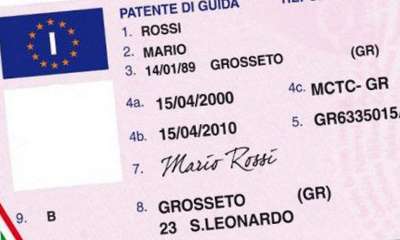 PATENTE DI GUIDA
I
1. ROSSI
2. MARIO
3. 14/01/89 GROSSETO (GR)
4a. 15/04/2000 4c. MCTC- GR
4b. 15/04/2010 5. GR6335015
7. Mario Rossi
8. GROSSETO (GR)
23 S.LEONARDO
9. B